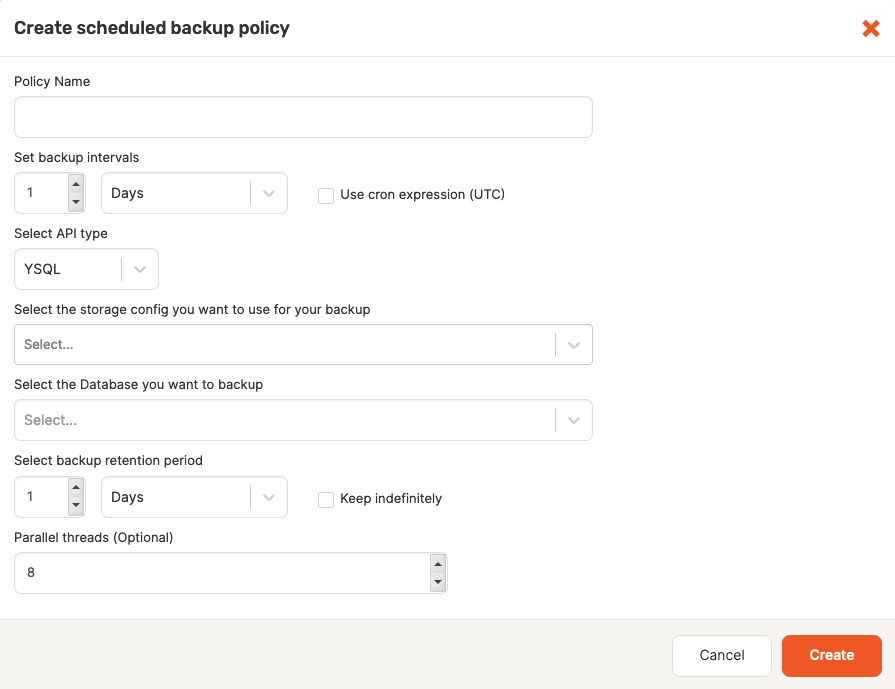 Create scheduled backup policy
Policy Name
Set backup intervals
1 Days Use cron expression (UTC)
Select API type
YSQL
Select the storage config you want to use for your backup
Select...
Select the Database you want to backup
Select...
Select backup retention period
1 Days Keep indefinitely
Parallel threads (Optional)
8
Cancel Create